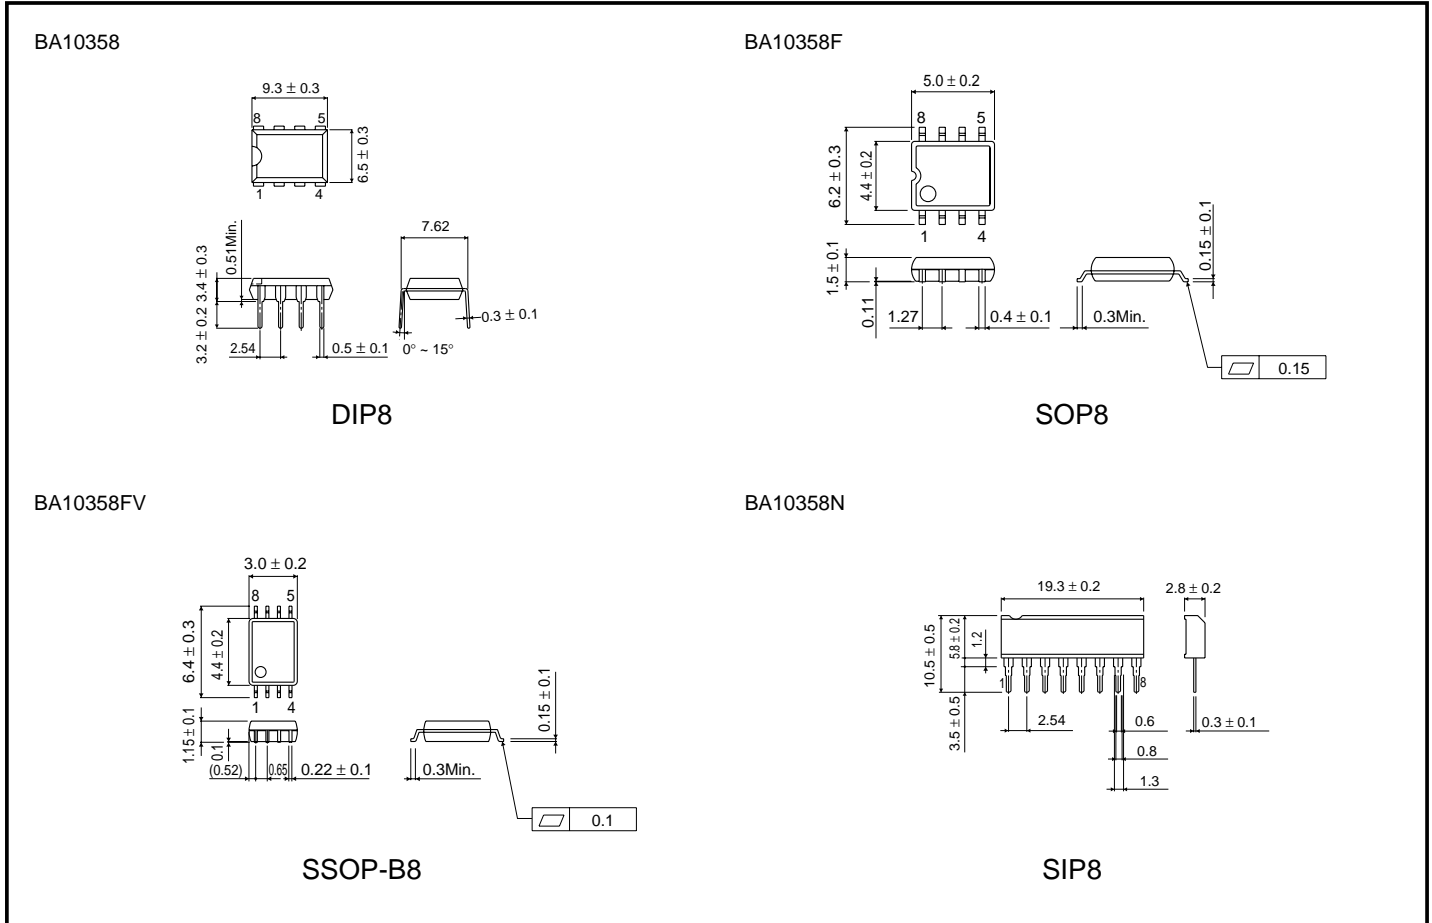 BA10358
9.3 ± 0.3
8 5
6.5 ± 0.3
1 4
0.51Min.
3.2 ± 0.2 3.4 ± 0.3
7.62
2.54
0.5 ± 0.1
0° ~ 15°
0.3 ± 0.1
DIP8
BA10358F
5.0 ± 0.2
8 5
6.2 ± 0.3
4.4 ± 0.2
1 4
1.5 ± 0.1
0.11
1.27
0.4 ± 0.1
0.3Min.
0.15 ± 0.1
0.15
SOP8
BA10358FV
3.0 ± 0.2
8 5
6.4 ± 0.3
4.4 ± 0.2
1 4
1.15 ± 0.1
0.1
(0.52)
0.65
0.22 ± 0.1
0.3Min.
0.15 ± 0.1
0.1
SSOP-B8
BA10358N
19.3 ± 0.2
2.8 ± 0.2
10.5 ± 0.5
5.8 ± 0.2
1.2
3.5 ± 0.5
1 8
2.54
0.6
0.8
1.3
0.3 ± 0.1
SIP8